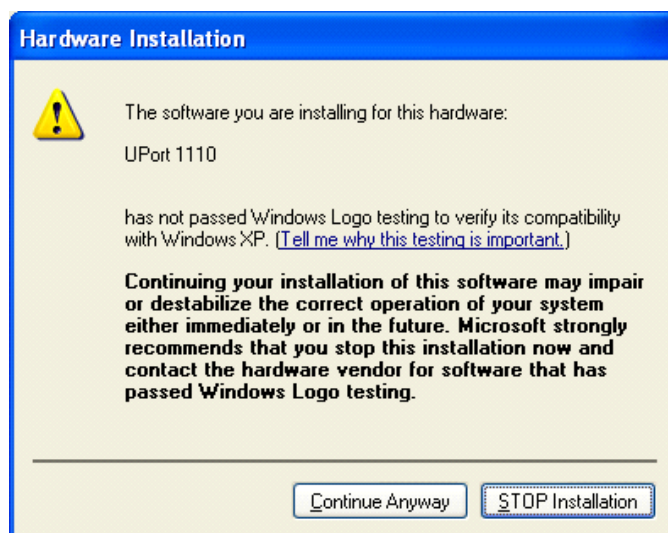 Hardware Installation
The software you are installing for this hardware:
UPort 1110
has not passed Windows Logo testing to verify its compatibility
with Windows XP. (Tell me why this testing is important.)
Continuing your installation of this software may impair
or destabilize the correct operation of your system
either immediately or in the future. Microsoft strongly
recommends that you stop this installation now and
contact the hardware vendor for software that has
passed Windows Logo testing.
Continue Anyway
STOP Installation